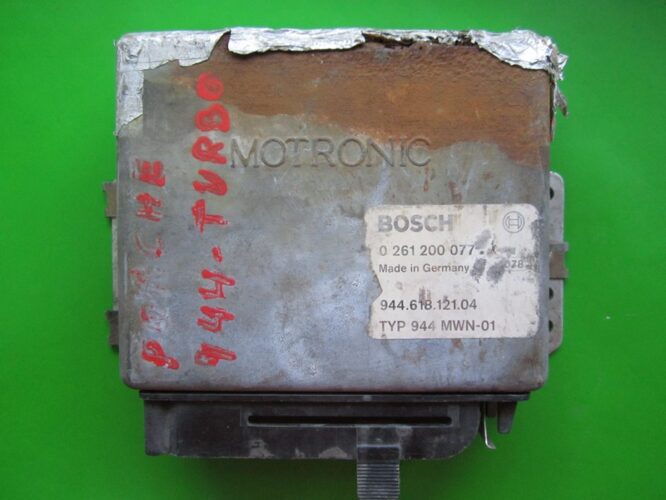 MOTRONIC
PORCHE
944-TURBO
BOSCH
0 261 200 077
Made in Germany
944.618.121.04
TYP 944 MWN-01